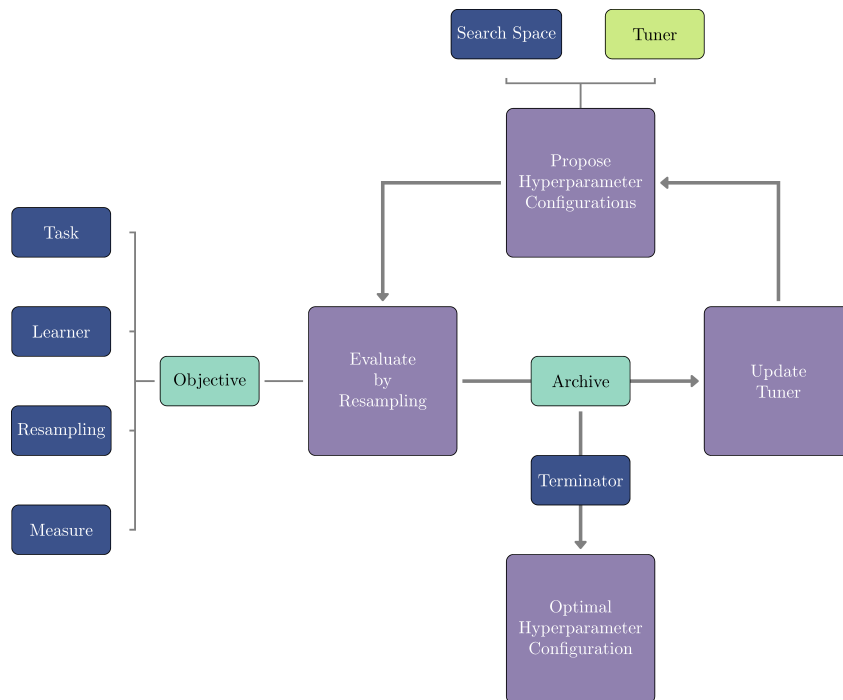 Search Space
Tuner
Propose
Hyperparameter
Configurations
Task
Learner
Resampling
Measure
Objective
Evaluate
by
Resampling
Archive
Update
Tuner
Terminator
Optimal
Hyperparameter
Configuration